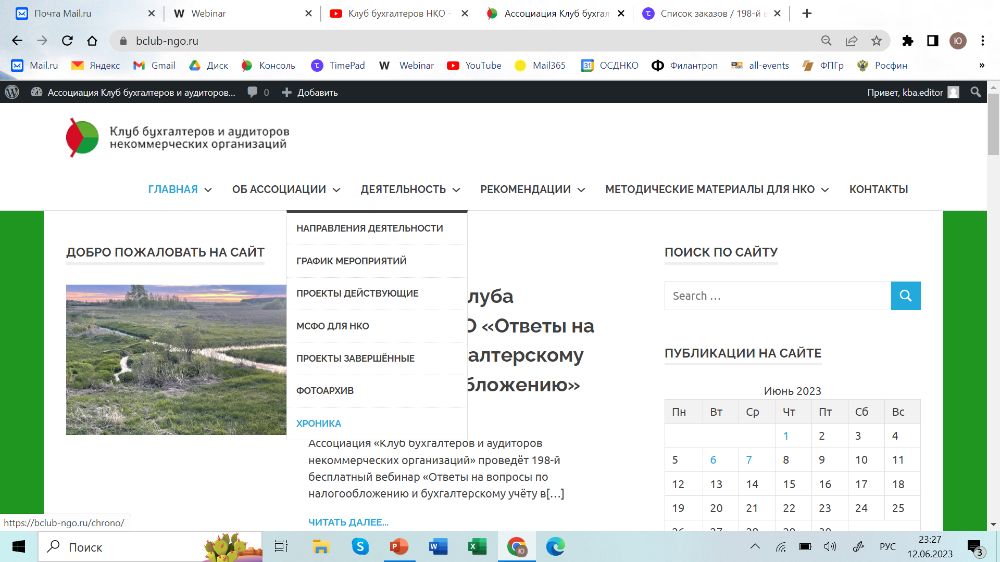 Почта Mail.ru
Webinar
Клуб бухгалтеров НКО -
Ассоциация Клуб бухгал
Список заказов / 198-й в
bclub-ngo.ru
Ю
Mail.ru
Яндекс
Gmail
Диск
Консоль
TimePad
Webinar
YouTube
Mail365
31 ОСДНКО
Филантроп
all-events
ФПГр
Росфин
»
Ассоциация Клуб бухгалтеров и аудиторов...
0
Добавить
Привет, kba.editor
Клуб бухгалтеров и аудиторов
некоммерческих организаций
ГЛАВНАЯ ОБ АССОЦИАЦИИ ДЕЯТЕЛЬНОСТЬ РЕКОМЕНДАЦИИ МЕТОДИЧЕСКИЕ МАТЕРИАЛЫ ДЛЯ НКО КОНТАКТЫ
НАПРАВЛЕНИЯ ДЕЯТЕЛЬНОСТИ
ГРАФИК МЕРОПРИЯТИЙ
ПРОЕКТЫ ДЕЙСТВУЮЩИЕ
МСФО ДЛЯ НКО
ПРОЕКТЫ ЗАВЕРШЁННЫЕ
ФОТОАРХИВ
ХРОНИКА
ДОБРО ПОЖАЛОВАТЬ НА САЙТ
луба
О «Ответы на
алтерскому
бложению»
Ассоциация «Клуб бухгалтеров и аудиторов
некоммерческих организаций» проведёт 198-й
бесплатный вебинар «Ответы на вопросы по
налогообложению и бухгалтерскому учёту в[…]
ЧИТАТЬ ДАЛЕЕ...
ПОИСК ПО САЙТУ
Search …
ПУБЛИКАЦИИ НА САЙТЕ
Июнь 2023
Пн Вт Ср Чт Пт Сб Вс
1 2 3 4
5 6 7 8 9 10 11
12 13 14 15 16 17 18
19 20 21 22 23 24 25
26 27 28 29 30
https://bclub-ngo.ru/chrono/
Поиск
РУС
23:27
12.06.2023
3